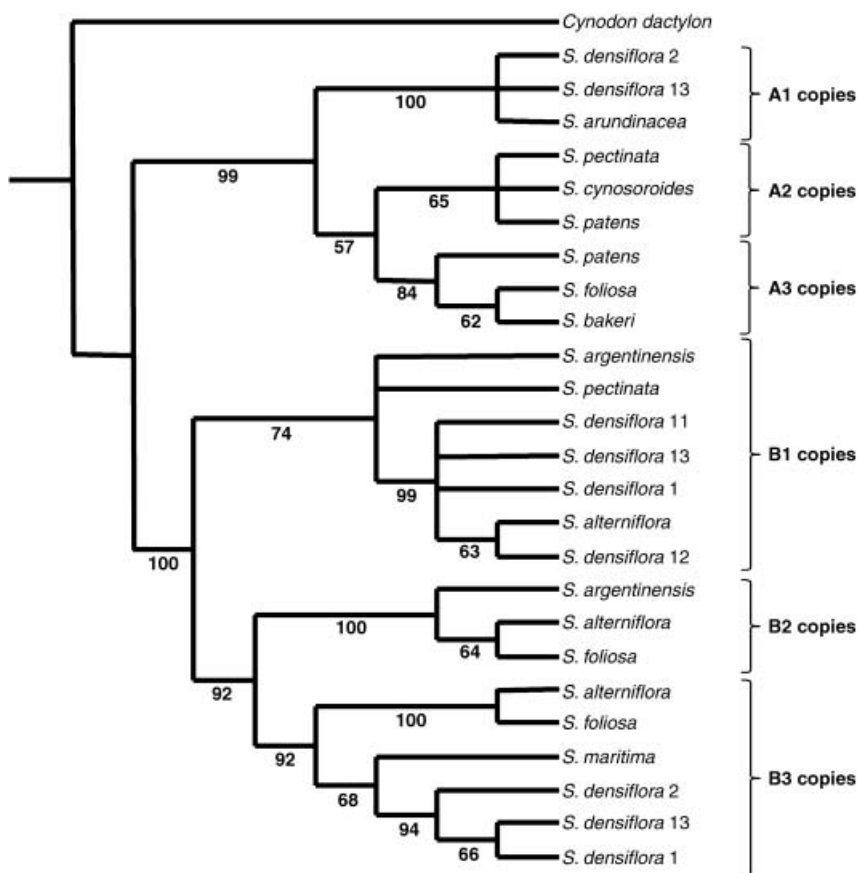 Cynodon dactylon
S. densiflora 2
S. densiflora 13
A1 copies
100
S. arundinacea
S. pectinata
99
S. cynosoroides
A2 copies
65
S. patens
57
S. patens
84
S. foliosa
A3 copies
62
S. bakeri
S. argentinensis
S. pectinata
74
S. densiflora 11
S. densiflora 13
B1 copies
99
S. densiflora 1
S. alterniflora
63
S. densiflora 12
100
S. argentinensis
100
S. alterniflora
B2 copies
64
S. foliosa
92
S. alterniflora
100
S. foliosa
92
S. maritima
B3 copies
68
S. densiflora 2
94
S. densiflora 13
66
S. densiflora 1